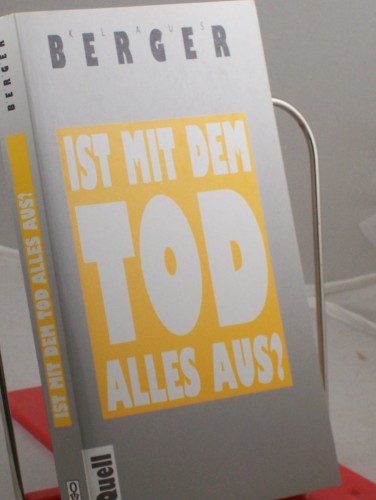 KLAUS
BERGER
IST MIT DEM
TOD
ALLES AUS?
Quell
BERGER
IST MIT DEM TOD ALLES AUS?